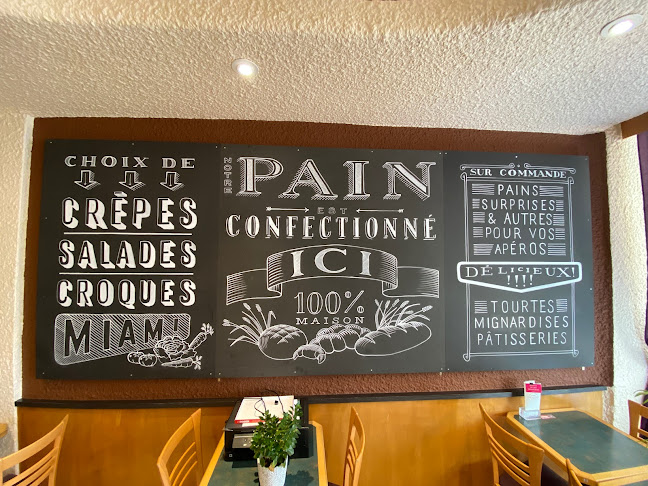 CHOIX DE
CRÊPES
SALADES
CROQUES
MIAM!
NOTRE
PAIN
EST
CONFECTIONNÉ
ICI
100%
MAISON
SUR COMMANDE
PAINS
SURPRISES
& AUTRES
POUR VOS
APÉROS
DÉLICIEUX!
!!!!
TOURTES
MIGNARDISES
PÂTISSERIES